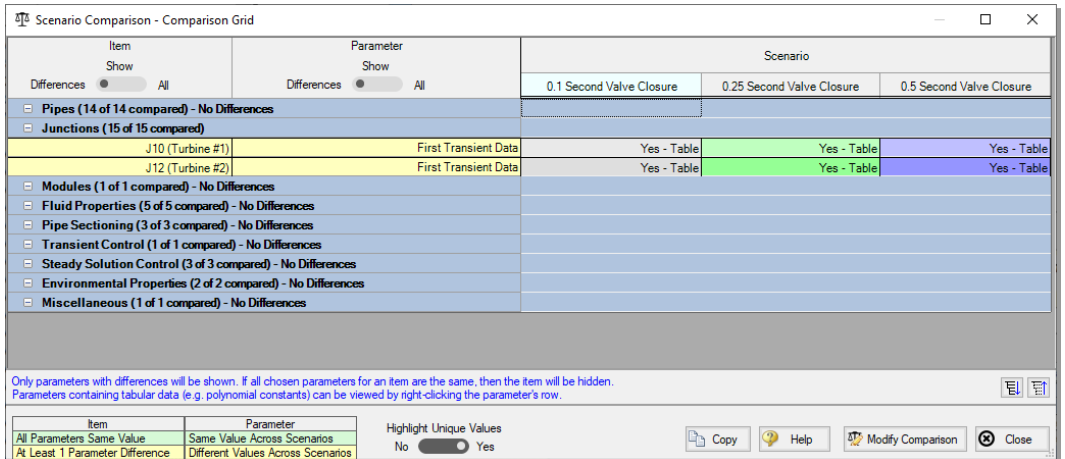 Scenario Comparison - Comparison Grid
Item Parameter Scenario
Show Show
Differences All Differences All
0.1 Second Valve Closure 0.25 Second Valve Closure 0.5 Second Valve Closure
Pipes (14 of 14 compared) - No Differences
Junctions (15 of 15 compared)
J10 (Turbine #1) First Transient Data Yes - Table Yes - Table Yes - Table
J12 (Turbine #2) First Transient Data Yes - Table Yes - Table Yes - Table
Modules (1 of 1 compared) - No Differences
Fluid Properties (5 of 5 compared) - No Differences
Pipe Sectioning (3 of 3 compared) - No Differences
Transient Control (1 of 1 compared) - No Differences
Steady Solution Control (3 of 3 compared) - No Differences
Environmental Properties (2 of 2 compared) - No Differences
Miscellaneous (1 of 1 compared) - No Differences
Only parameters with differences will be shown. If all chosen parameters for an item are the same, then the item will be hidden.
Parameters containing tabular data (e.g. polynomial constants) can be viewed by right-clicking the parameter's row.
Item Parameter
All Parameters Same Value Same Value Across Scenarios
At Least 1 Parameter Difference Different Values Across Scenarios
Highlight Unique Values
No Yes
Copy Help Modify Comparison Close